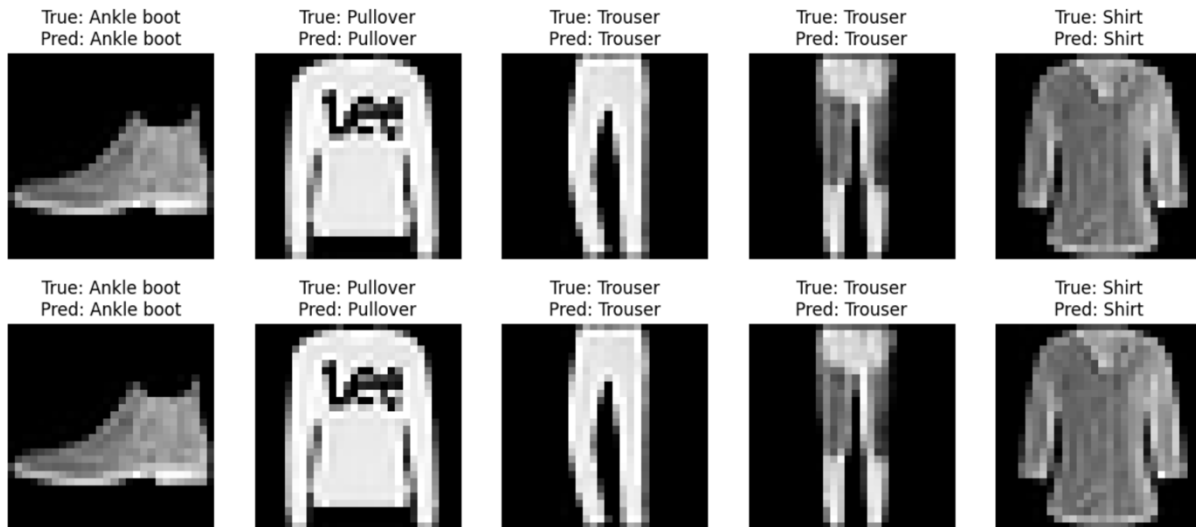 True: Ankle boot
Pred: Ankle boot
True: Pullover
Pred: Pullover
True: Trouser
Pred: Trouser
True: Trouser
Pred: Trouser
True: Shirt
Pred: Shirt
Lee
True: Ankle boot
Pred: Ankle boot
True: Pullover
Pred: Pullover
True: Trouser
Pred: Trouser
True: Trouser
Pred: Trouser
True: Shirt
Pred: Shirt
Lee